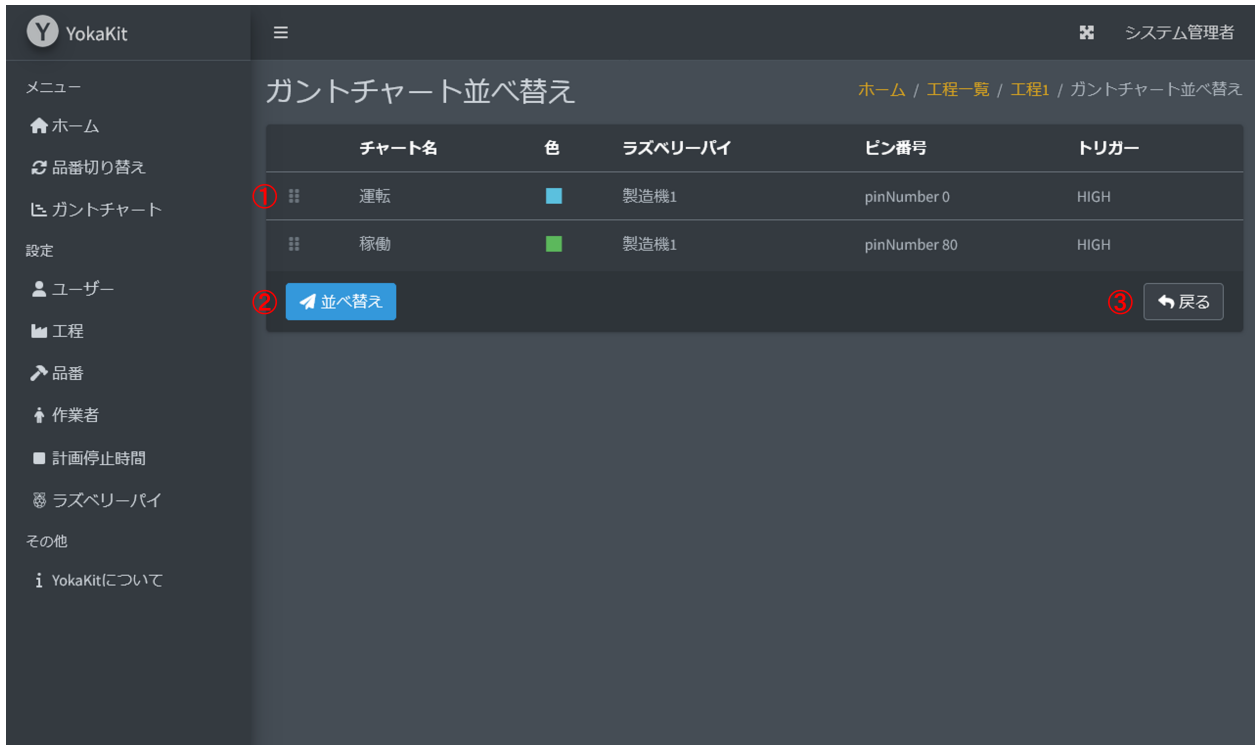 Y YokaKit
システム管理者
メニュー
ホーム
品番切り替え
ガントチャート
設定
ユーザー
工程
品番
作業者
計画停止時間
ラズベリーパイ
その他
YokaKitについて
ガントチャート並べ替え
ホーム / 工程一覧 / 工程1 / ガントチャート並べ替え
チャート名 色 ラズベリーパイ ピン番号 トリガー
① 運転 製造機1 pinNumber 0 HIGH
稼働 製造機1 pinNumber 80 HIGH
② 並べ替え ③ 戻る